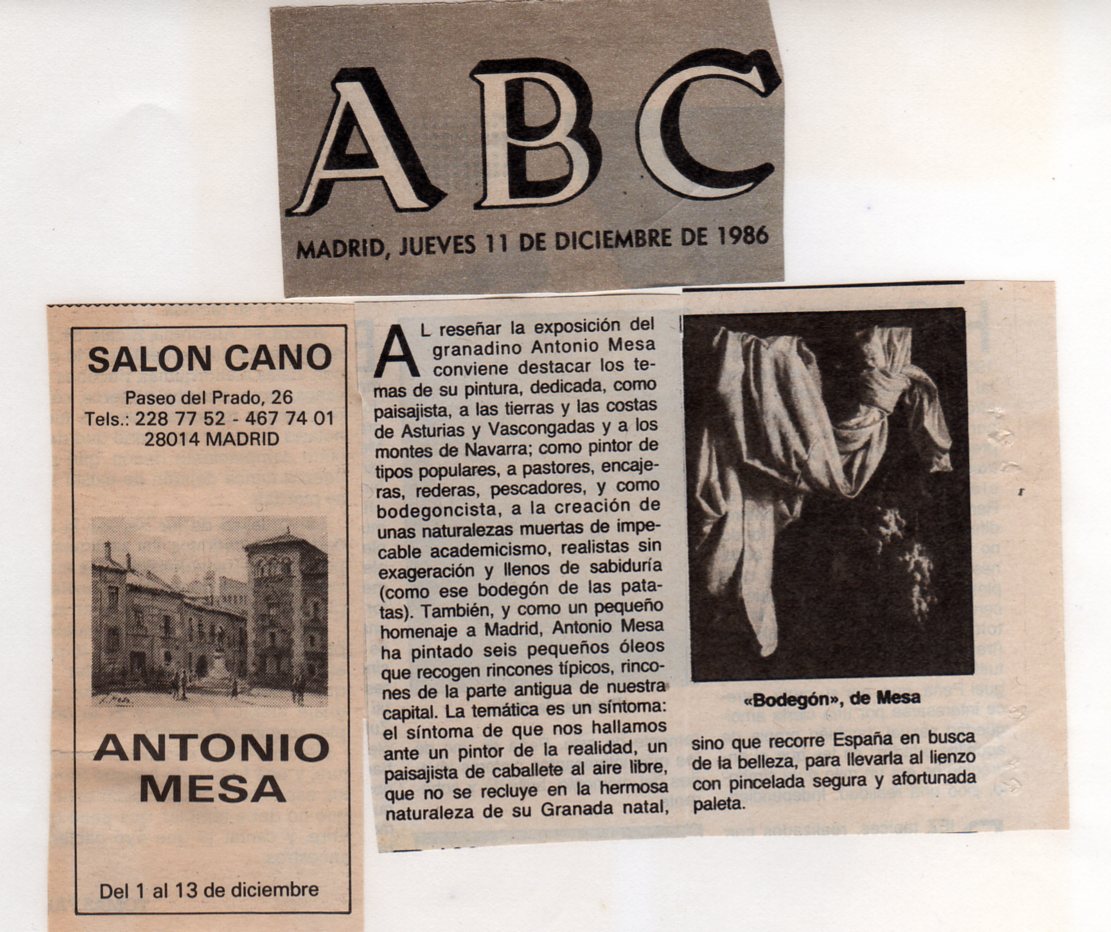 ABC
MADRID, JUEVES 11 DE DICIEMBRE DE 1986
SALON CANO
Paseo del Prado, 26
Tels.: 228 77 52 - 467 74 01
28014 MADRID
ANTONIO
MESA
Del 1 al 13 de diciembre
AL reseñar la exposición del
granadino Antonio Mesa
conviene destacar los te-
mas de su pintura, dedicada, como
paisajista, a las tierras y las costas
de Asturias y Vascongadas y a los
montes de Navarra; como pintor de
tipos populares, a pastores, encaje-
ras, rederas, pescadores, y como
bodegoncista, a la creación de
unas naturalezas muertas de impe-
cable academicismo, realistas sin
exageración y llenos de sabiduría
(como ese bodegón de las pata-
tas). También, y como un pequeño
homenaje a Madrid, Antonio Mesa
ha pintado seis pequeños óleos
que recogen rincones típicos, rinco-
nes de la parte antigua de nuestra
capital. La temática es un síntoma:
el síntoma de que nos hallamos
ante un pintor de la realidad, un
paisajista de caballete al aire libre,
que no se recluye en la hermosa
naturaleza de su Granada natal,
«Bodegón», de Mesa
sino que recorre España en busca
de la belleza, para llevarla al lienzo
con pincelada segura y afortunada
paleta.